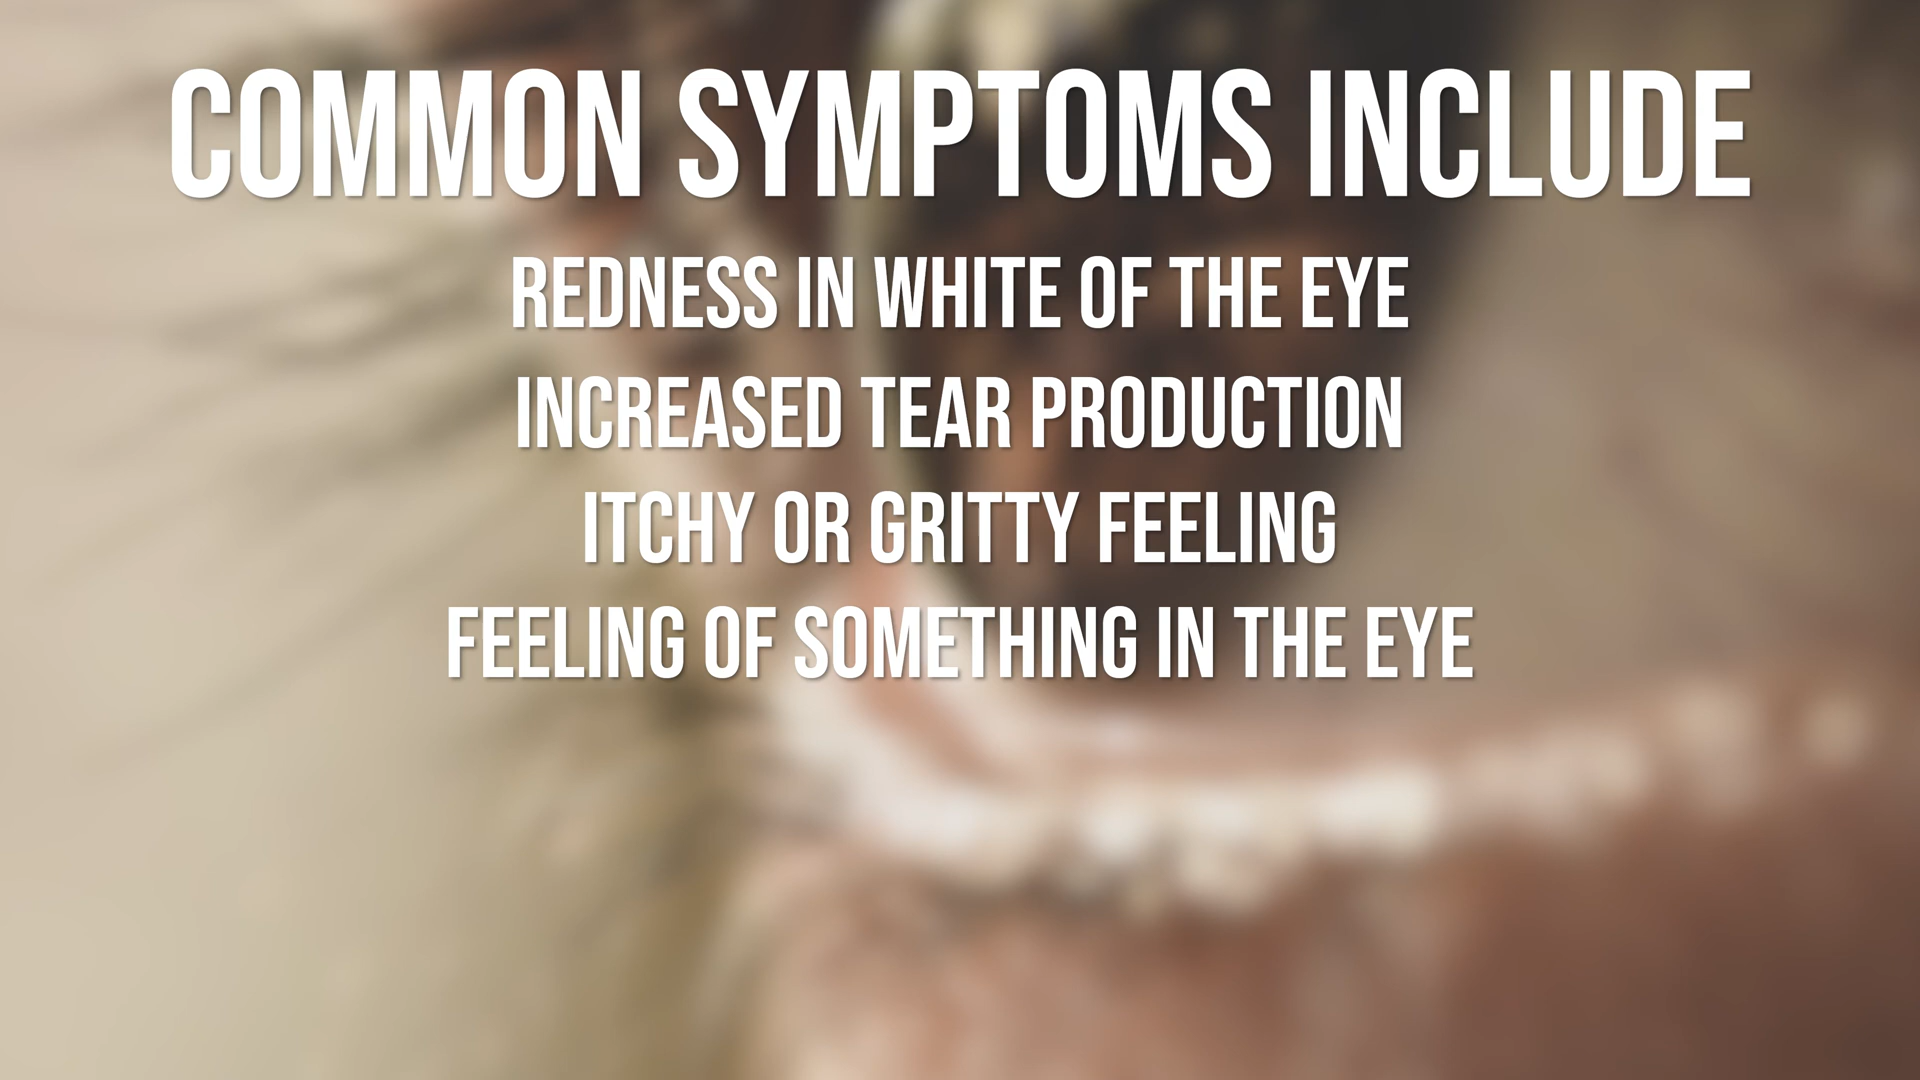 COMMON SYMPTOMS INCLUDE
REDNESS IN WHITE OF THE EYE
INCREASED TEAR PRODUCTION
ITCHY OR GRITTY FEELING
FEELING OF SOMETHING IN THE EYE